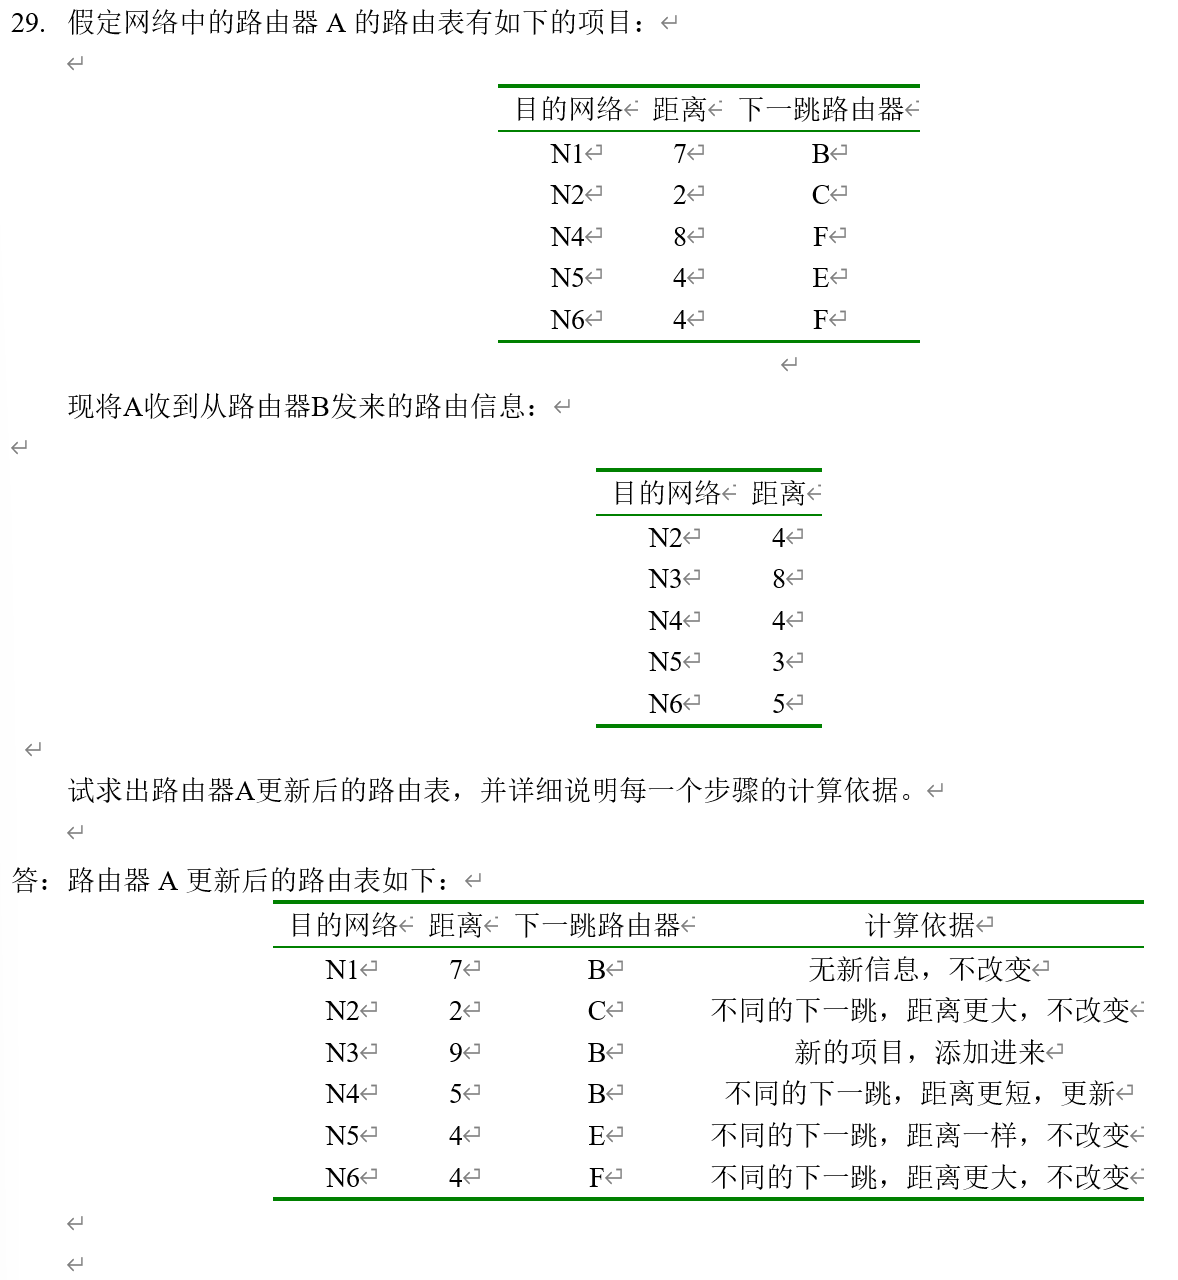 29. 假定网络中的路由器 A 的路由表有如下的项目：
目的网络 距离 下一跳路由器
N1 7 B
N2 2 C
N4 8 F
N5 4 E
N6 4 F
现将A收到从路由器B发来的路由信息：
目的网络 距离
N2 4
N3 8
N4 4
N5 3
N6 5
试求出路由器A更新后的路由表，并详细说明每一个步骤的计算依据。
答：路由器 A 更新后的路由表如下：
目的网络 距离 下一跳路由器 计算依据
N1 7 B 无新信息，不改变
N2 2 C 不同的下一跳，距离更大，不改变
N3 9 B 新的项目，添加进来
N4 5 B 不同的下一跳，距离更短，更新
N5 4 E 不同的下一跳，距离一样，不改变
N6 4 F 不同的下一跳，距离更大，不改变